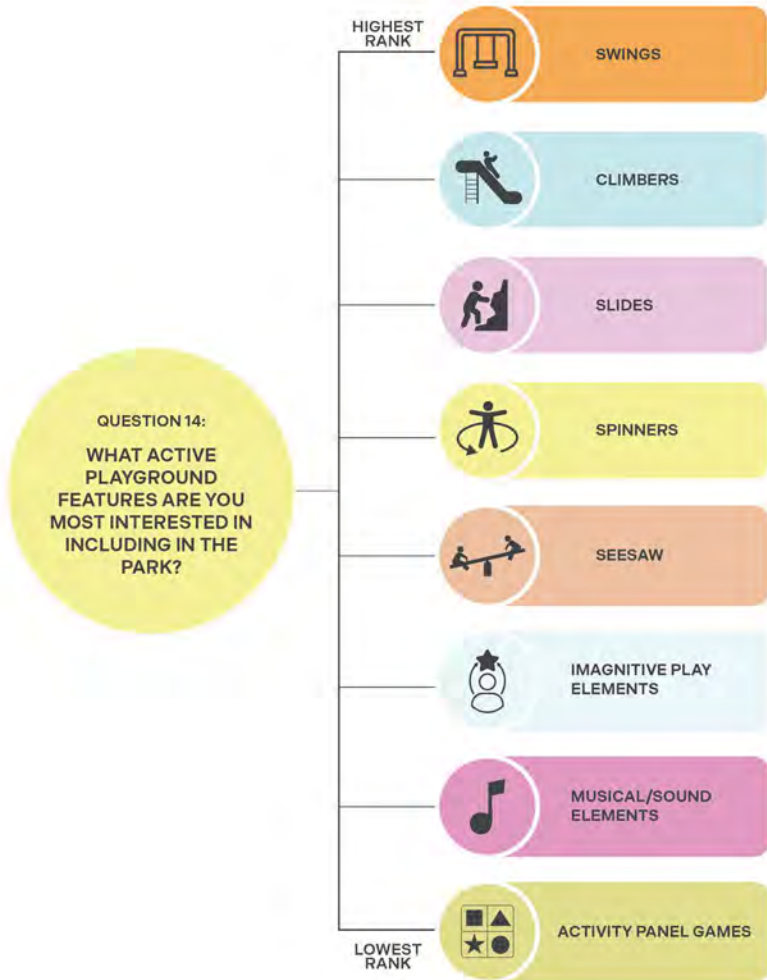 HIGHEST
RANK
SWINGS
CLIMBERS
SLIDES
QUESTION 14:
WHAT ACTIVE
PLAYGROUND
FEATURES ARE YOU
MOST INTERESTED IN
INCLUDING IN THE
PARK?
SPINNERS
SEESAW
IMAGNITIVE PLAY
ELEMENTS
MUSICAL/SOUND
ELEMENTS
ACTIVITY PANEL GAMES
LOWEST
RANK